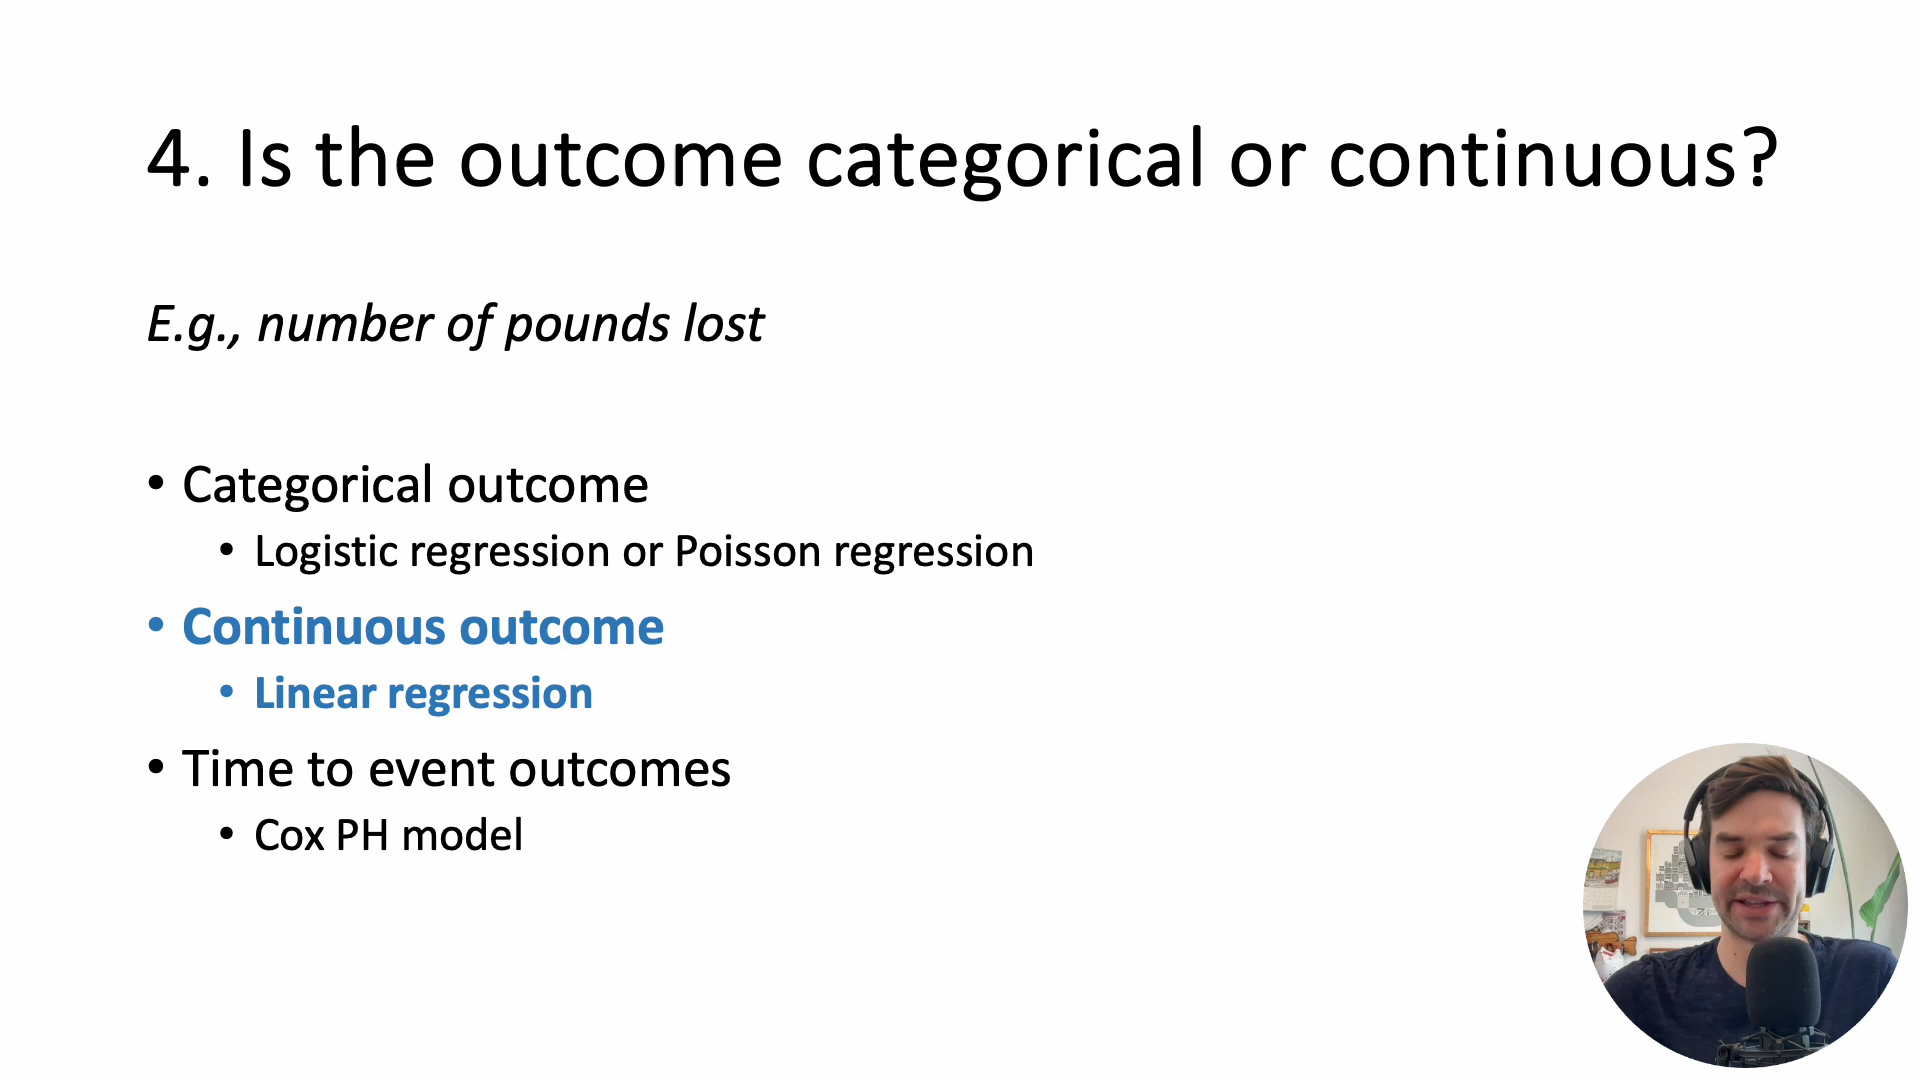 4. Is the outcome categorical or continuous?
E.g., number of pounds lost
• Categorical outcome
• Logistic regression or Poisson regression
• Continuous outcome
• Linear regression
• Time to event outcomes
• Cox PH model